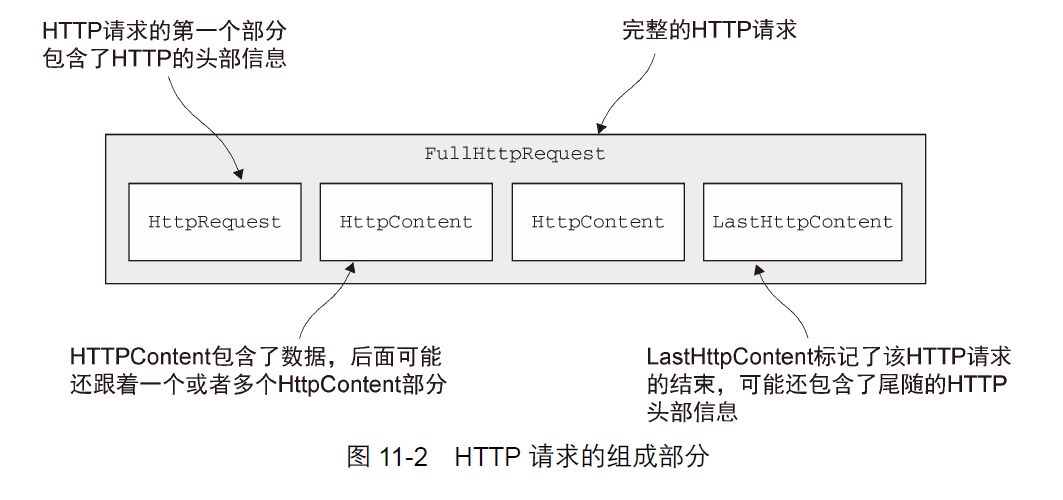 HTTP请求的第一个部分
包含了HTTP的头部信息
完整的HTTP请求
FullHttpRequest
HttpRequest
HttpContent
HttpContent
LastHttpContent
HTTPContent包含了数据，后面可能
还跟着一个或者多个HttpContent部分
LastHttpContent标记了该HTTP请求
的结束，可能还包含了尾随的HTTP
头部信息
图 11-2 HTTP 请求的组成部分